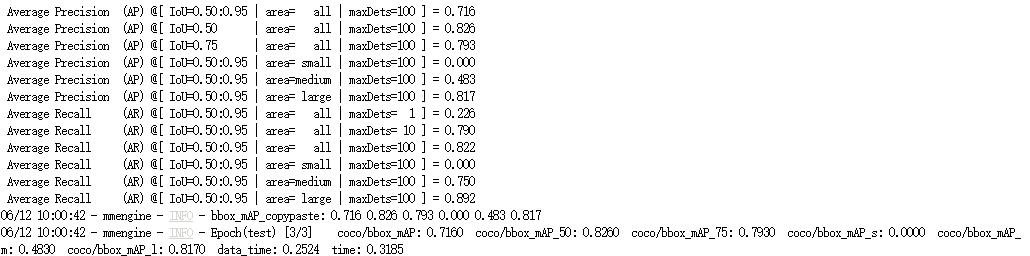 Average Precision  (AP) @[ IoU=0.50:0.95 | area=   all | maxDets=100 ] = 0.716
Average Precision  (AP) @[ IoU=0.50      | area=   all | maxDets=100 ] = 0.826
Average Precision  (AP) @[ IoU=0.75      | area=   all | maxDets=100 ] = 0.793
Average Precision  (AP) @[ IoU=0.50:0.95 | area= small | maxDets=100 ] = 0.000
Average Precision  (AP) @[ IoU=0.50:0.95 | area=medium | maxDets=100 ] = 0.483
Average Precision  (AP) @[ IoU=0.50:0.95 | area= large | maxDets=100 ] = 0.817
Average Recall     (AR) @[ IoU=0.50:0.95 | area=   all | maxDets=  1 ] = 0.226
Average Recall     (AR) @[ IoU=0.50:0.95 | area=   all | maxDets= 10 ] = 0.790
Average Recall     (AR) @[ IoU=0.50:0.95 | area=   all | maxDets=100 ] = 0.822
Average Recall     (AR) @[ IoU=0.50:0.95 | area= small | maxDets=100 ] = 0.000
Average Recall     (AR) @[ IoU=0.50:0.95 | area=medium | maxDets=100 ] = 0.750
Average Recall     (AR) @[ IoU=0.50:0.95 | area= large | maxDets=100 ] = 0.892
06/12 10:00:42 - mmengine - INFO - bbox_mAP_copypaste: 0.716 0.826 0.793 0.000 0.483 0.817
06/12 10:00:42 - mmengine - INFO - Epoch(test) [3/3]    coco/bbox_mAP: 0.7160  coco/bbox_mAP_50: 0.8260  coco/bbox_mAP_75: 0.7930  coco/bbox_mAP_s: 0.0000  coco/bbox_mAP_
m: 0.4830  coco/bbox_mAP_l: 0.8170  data_time: 0.2524  time: 0.3185